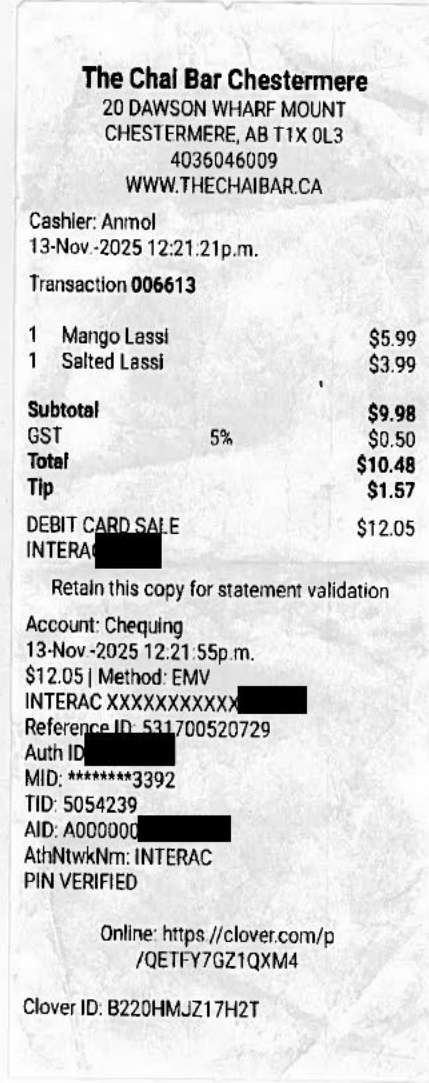 The Chai Bar Chestermere
20 DAWSON WHARF MOUNT
CHESTERMERE, AB T1X 0L3
4036046009
WWW.THECHAIBAR.CA
Cashier: Anmol
13-Nov.-2025 12:21:21p.m.
Transaction 006613
1 Mango Lassi $5.99
1 Salted Lassi $3.99
Subtotal $9.98
GST 5% $0.50
Total $10.48
Tip $1.57
DEBIT CARD SALE $12.05
INTERAC
Retain this copy for statement validation
Account: Chequing
13-Nov.-2025 12:21:55p.m.
$12.05 | Method: EMV
INTERAC XXXXXXXXXXXX
Reference ID: 531700520729
Auth ID
MID: ********3392
TID: 5054239
AID: A000000
AthNtwkNm: INTERAC
PIN VERIFIED
Online: https://clover.com/p
/QETFY7GZ1QXM4
Clover ID: B220HMJZ17H2T